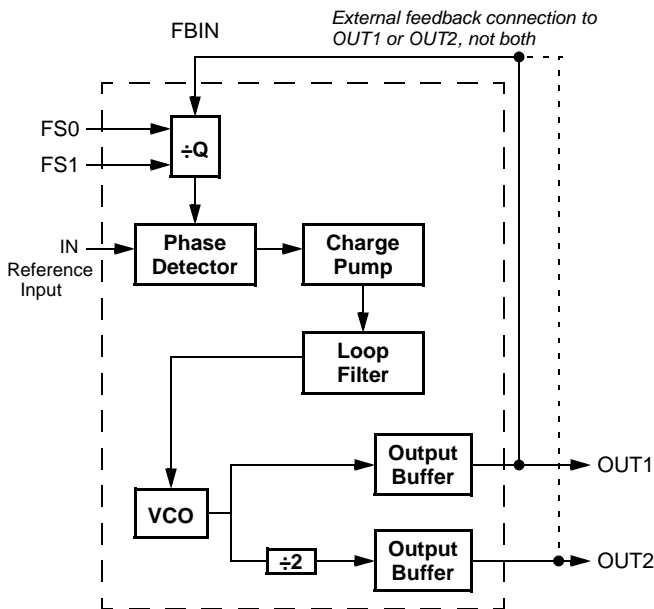 External feedback connection to
OUT1 or OUT2, not both
FBIN
FS0
FS1
÷Q
IN
Reference
Input
Phase
Detector
Charge
Pump
Loop
Filter
VCO
Output
Buffer
OUT1
÷2
Output
Buffer
OUT2